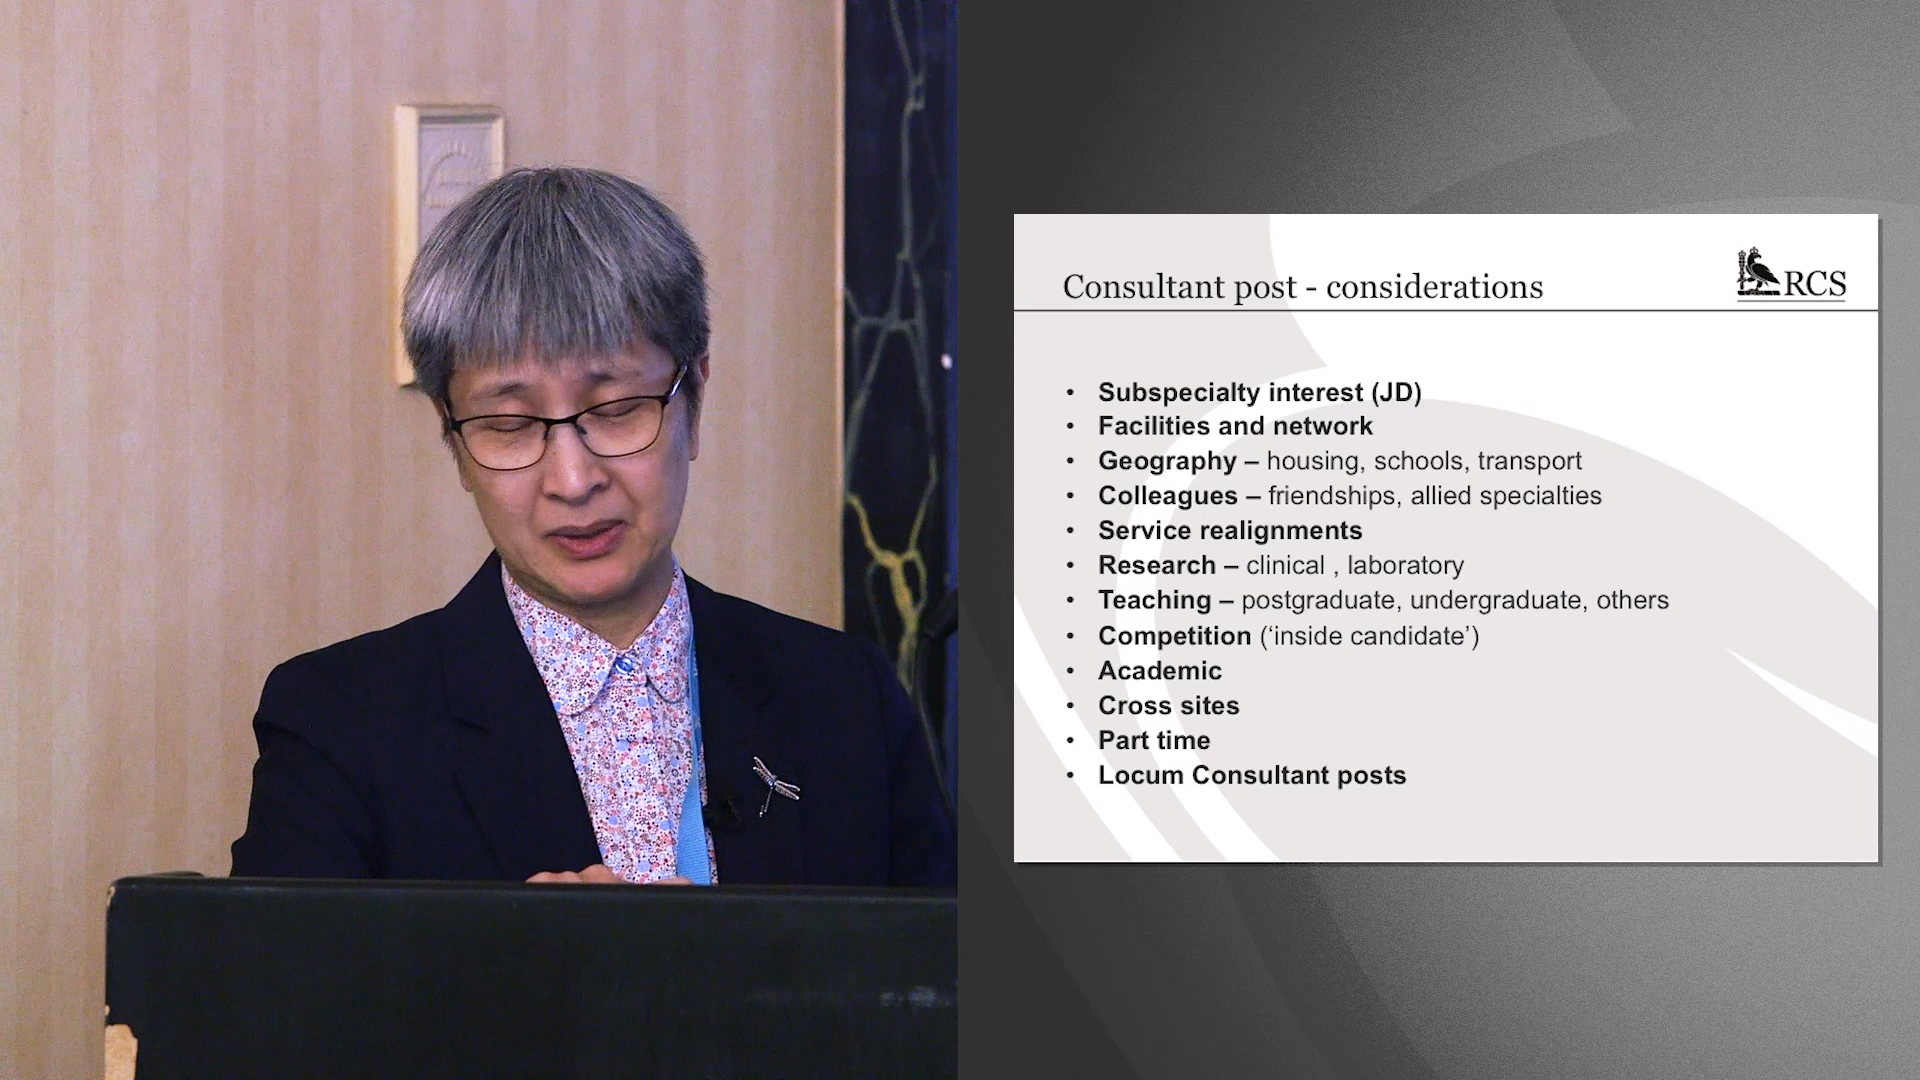 Consultant post - considerations
RCS
• Subspecialty interest (JD)
• Facilities and network
• Geography – housing, schools, transport
• Colleagues – friendships, allied specialties
• Service realignments
• Research – clinical , laboratory
• Teaching – postgraduate, undergraduate, others
• Competition (‘inside candidate’)
• Academic
• Cross sites
• Part time
• Locum Consultant posts